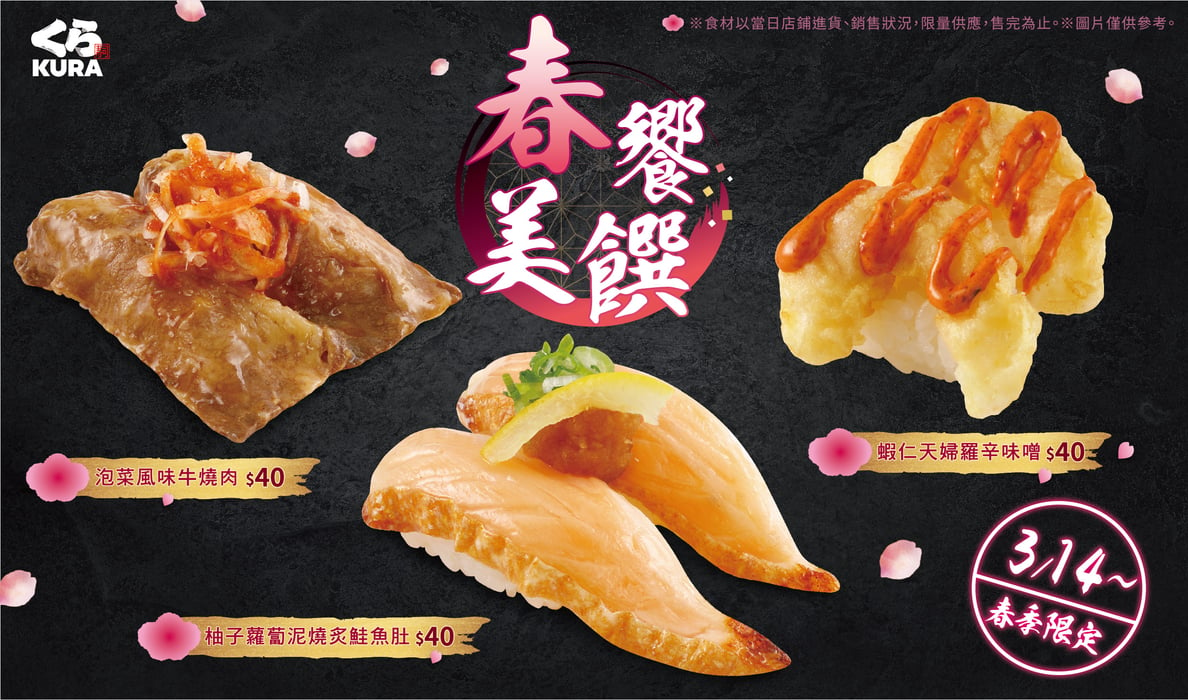 くら
KURA
※食材以當日店鋪進貨、銷售狀況,限量供應,售完為止。※圖片僅供參考。
春饗
美饌
泡菜風味牛燒肉 $40
蝦仁天婦羅辛味噌 $40
柚子蘿蔔泥燒炙鮭魚肚 $40
3/14~
春季限定